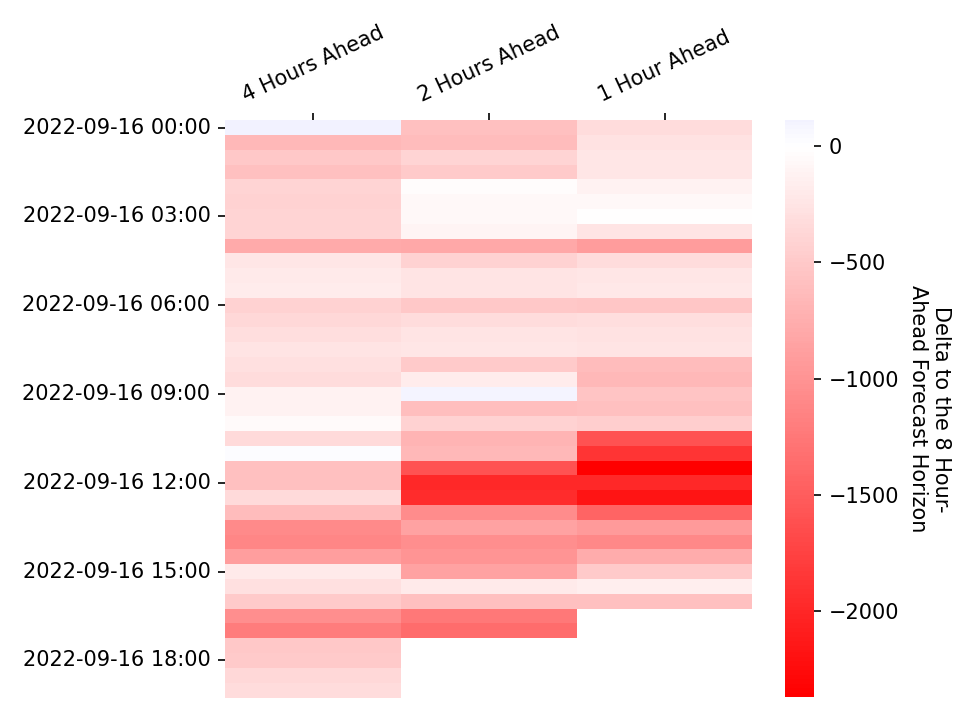 4 Hours Ahead
2 Hours Ahead
1 Hour Ahead
2022-09-16 00:00
2022-09-16 03:00
2022-09-16 06:00
2022-09-16 09:00
2022-09-16 12:00
2022-09-16 15:00
2022-09-16 18:00
0
−500
−1000
−1500
−2000
Delta to the 8 Hour-
Ahead Forecast Horizon